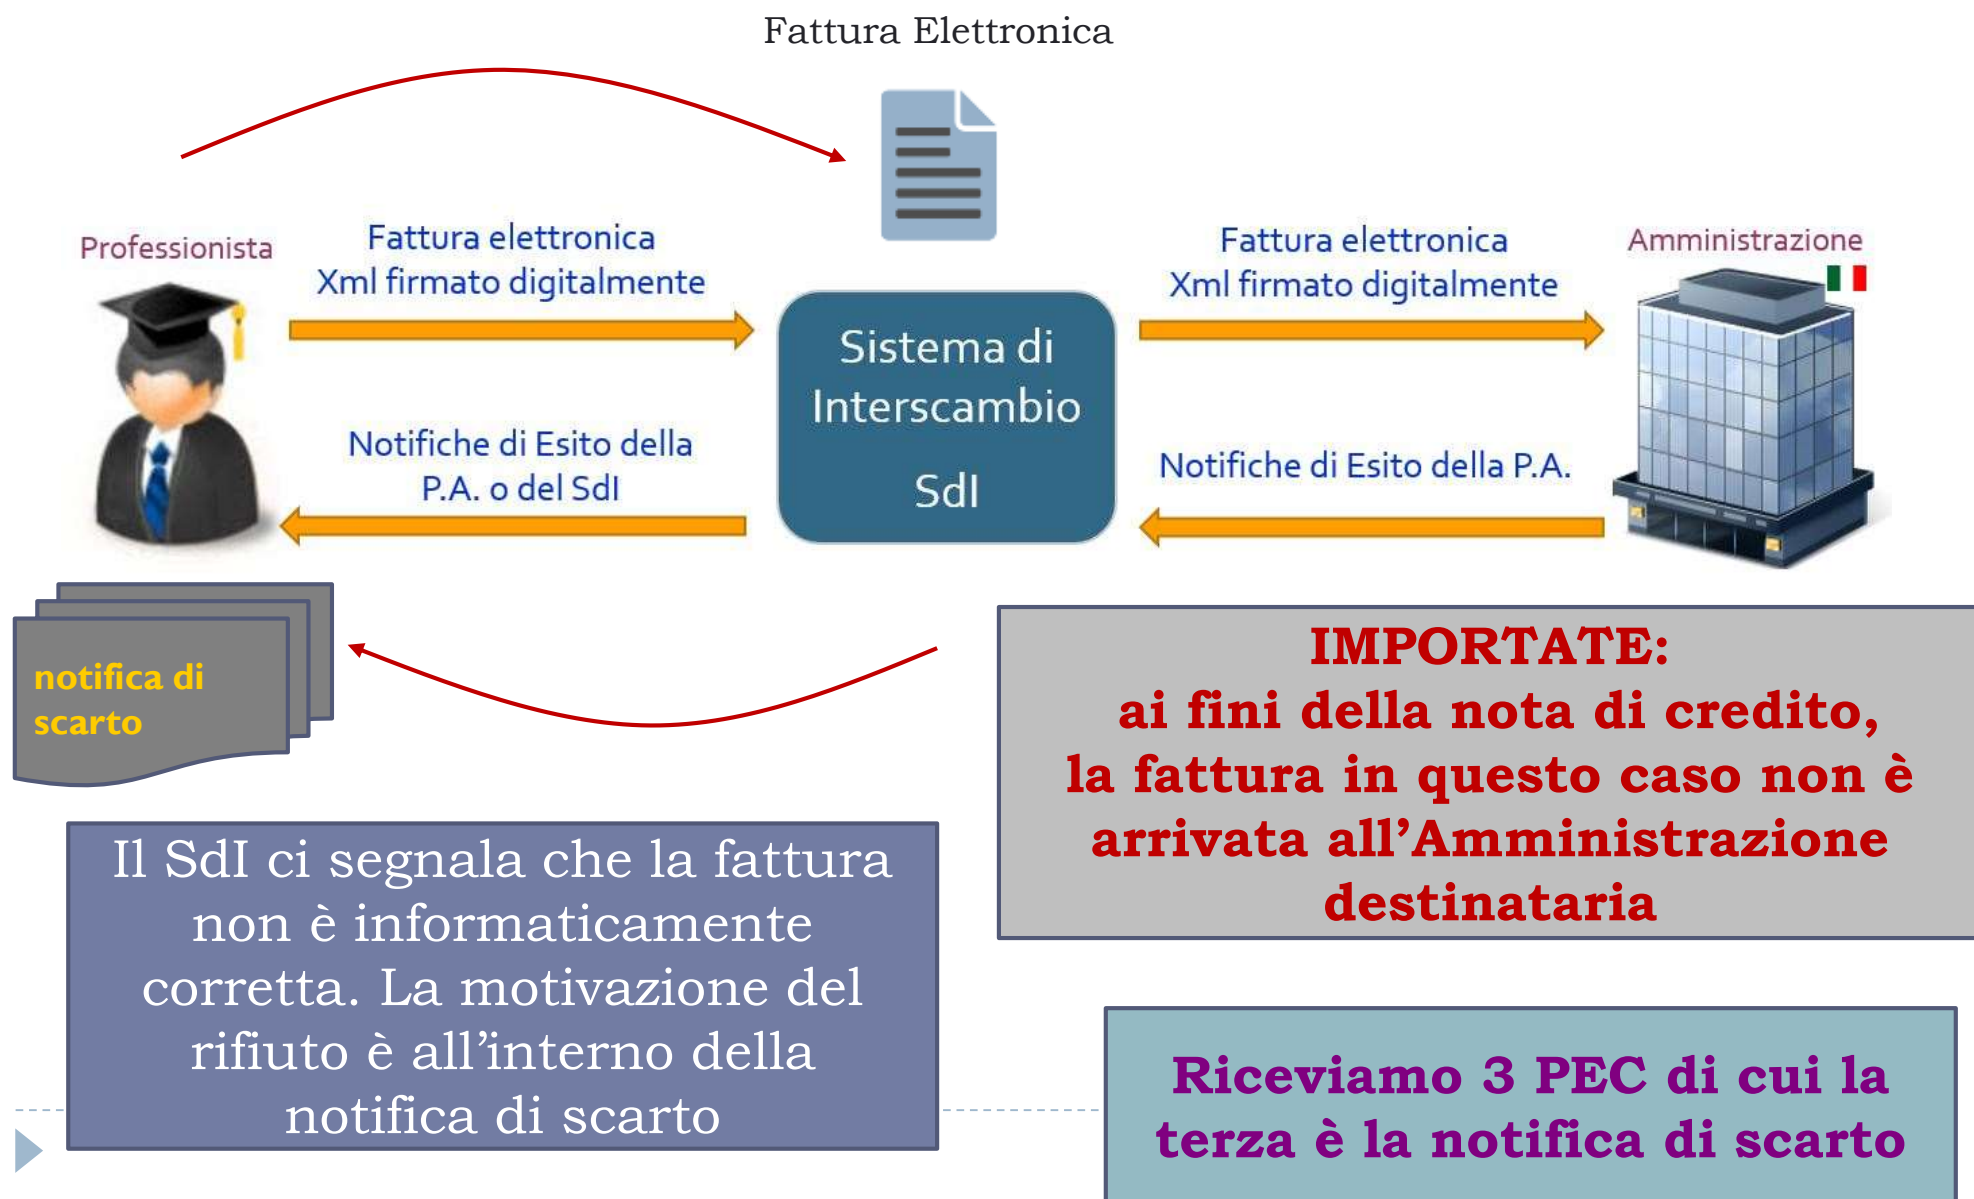 Fattura Elettronica
Professionista
Fattura elettronica
Xml firmato digitalmente
Fattura elettronica
Xml firmato digitalmente
Amministrazione
Sistema di
Interscambio
SdI
Notifiche di Esito della
P.A. o del SdI
Notifiche di Esito della P.A.
notifica di
scarto
IMPORTATE:
ai fini della nota di credito,
la fattura in questo caso non è
arrivata all’Amministrazione
destinataria
Il SdI ci segnala che la fattura
non è informaticamente
corretta. La motivazione del
rifiuto è all’interno della
notifica di scarto
Riceviamo 3 PEC di cui la
terza è la notifica di scarto